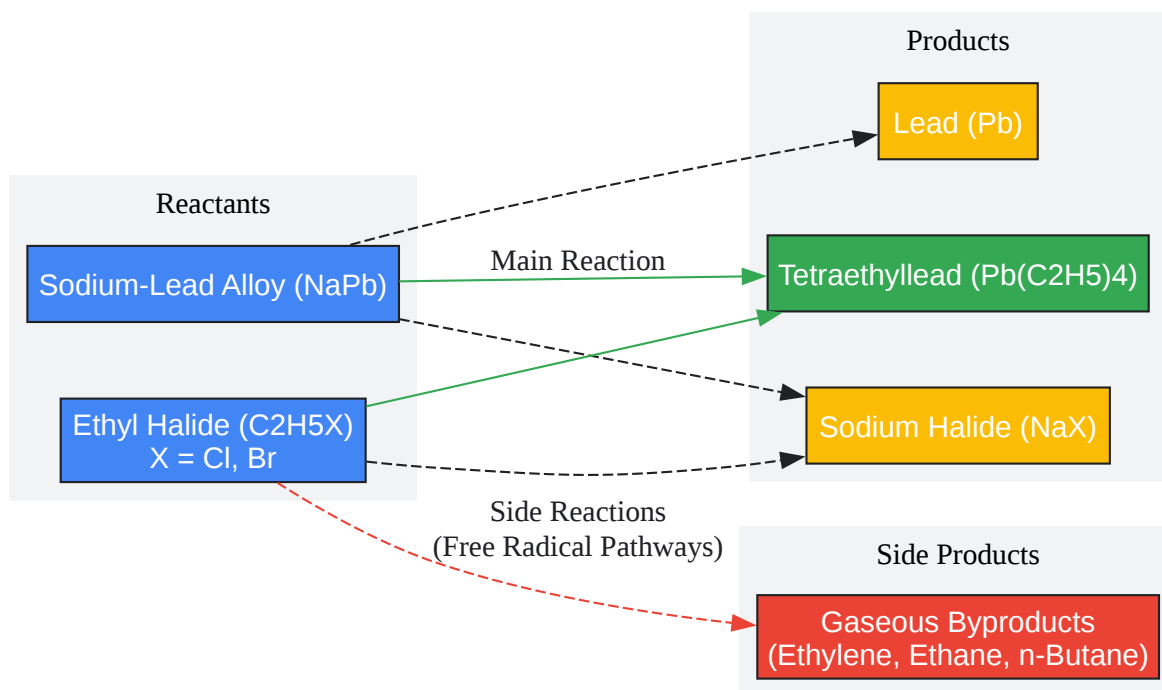 Products
Lead (Pb)
Reactants
Sodium-Lead Alloy (NaPb)
Main Reaction
Tetraethyllead (Pb(C2H5)4)
Ethyl Halide (C2H5X)
X = Cl, Br
Sodium Halide (NaX)
Side Reactions
(Free Radical Pathways)
Side Products
Gaseous Byproducts
(Ethylene, Ethane, n-Butane)